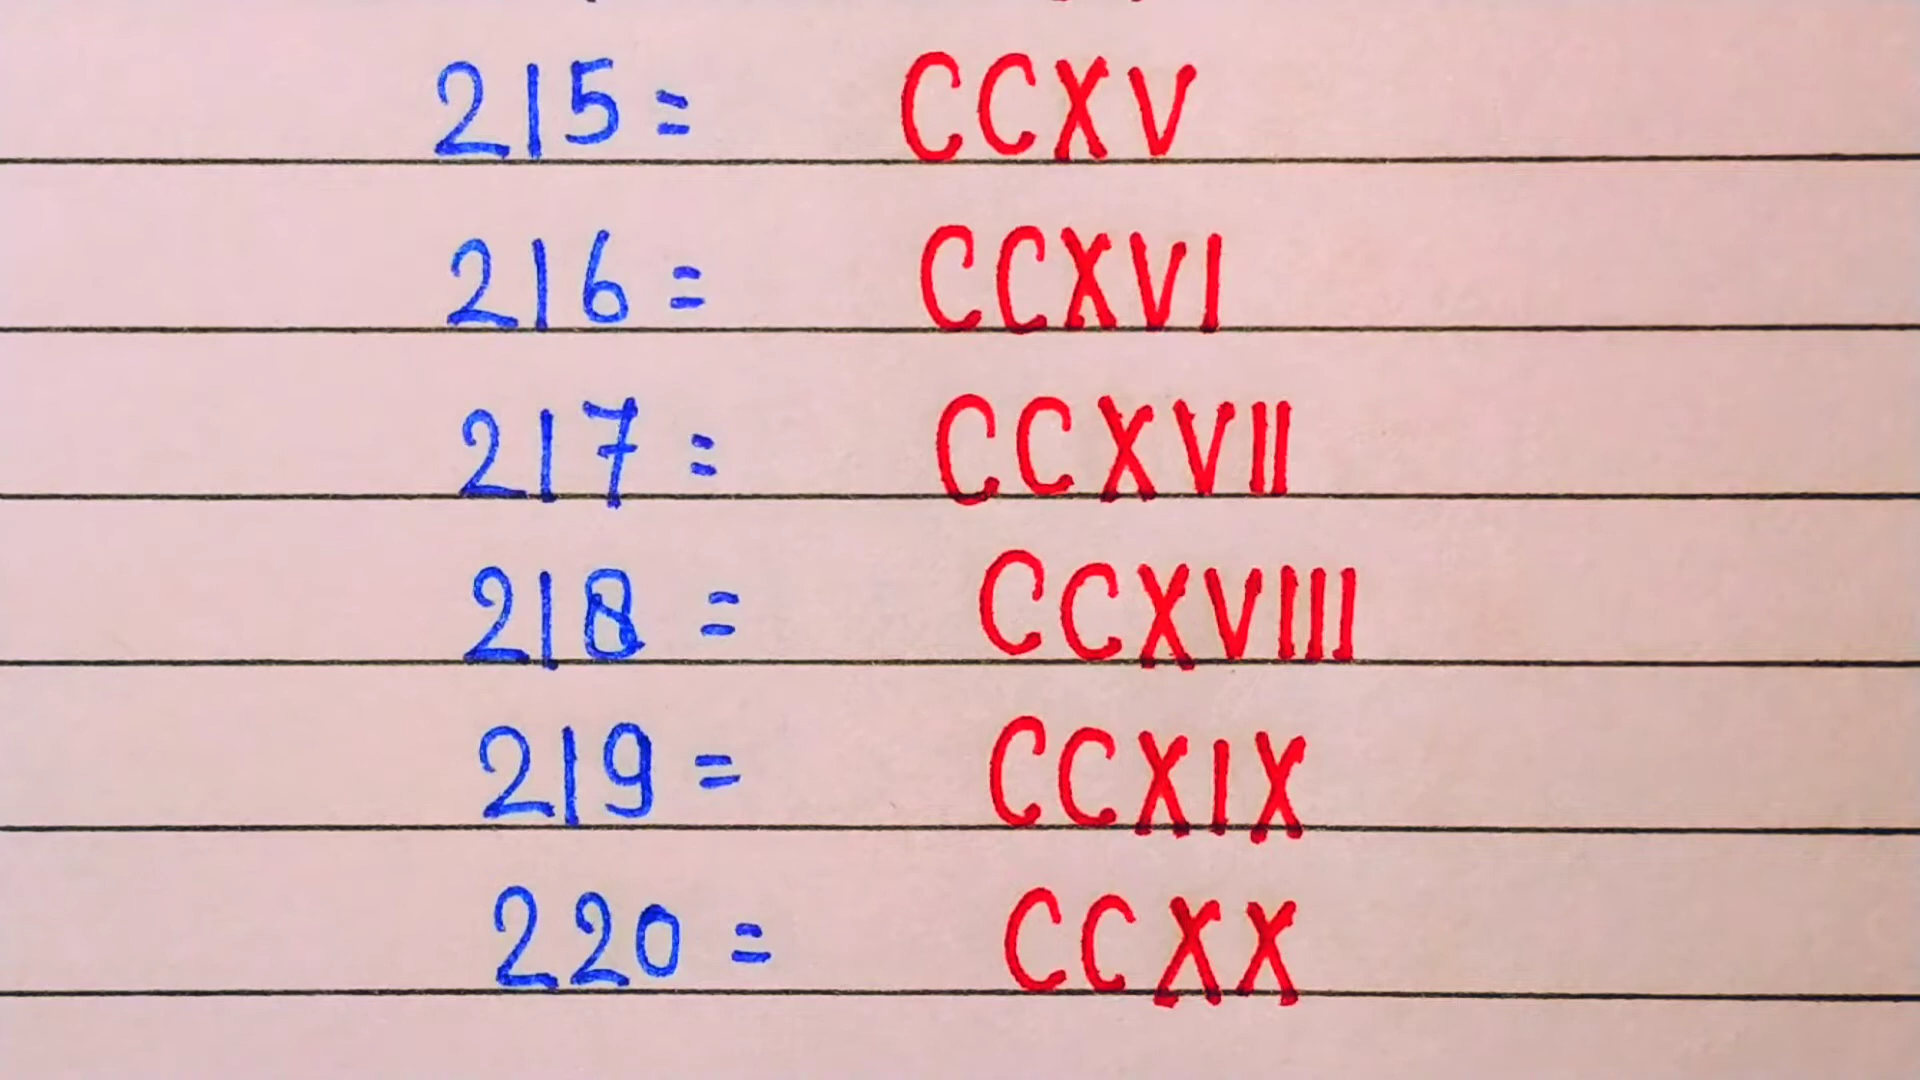 215 = CCXV
216 = CCXVI
217 = CCXVII
218 = CCXVIII
219 = CCXIX
220 = CCXX